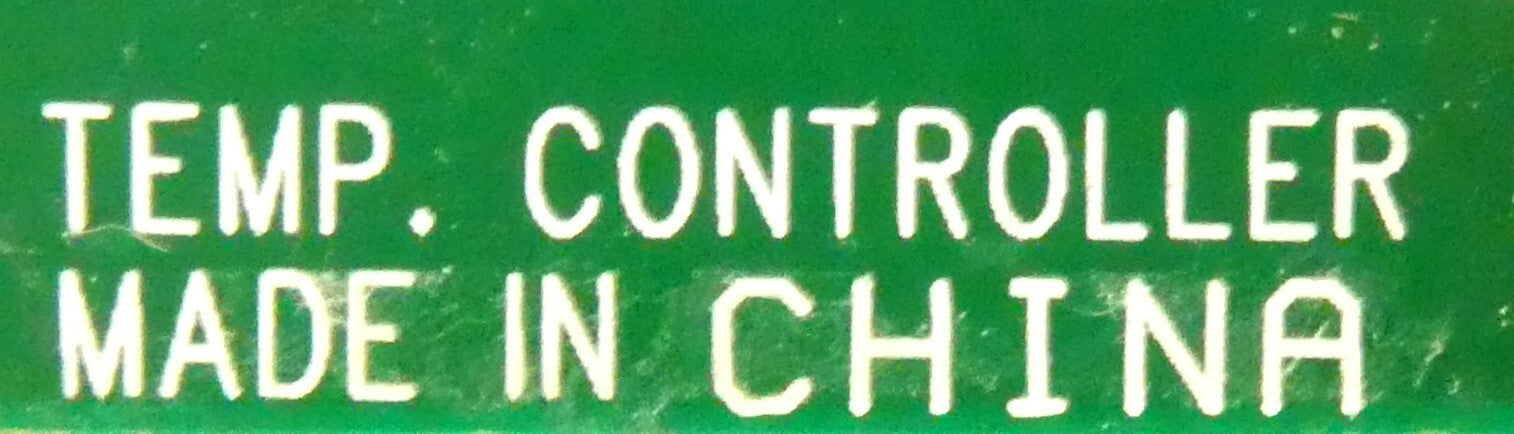 TEMP. CONTROLLER
MADE IN CHINA